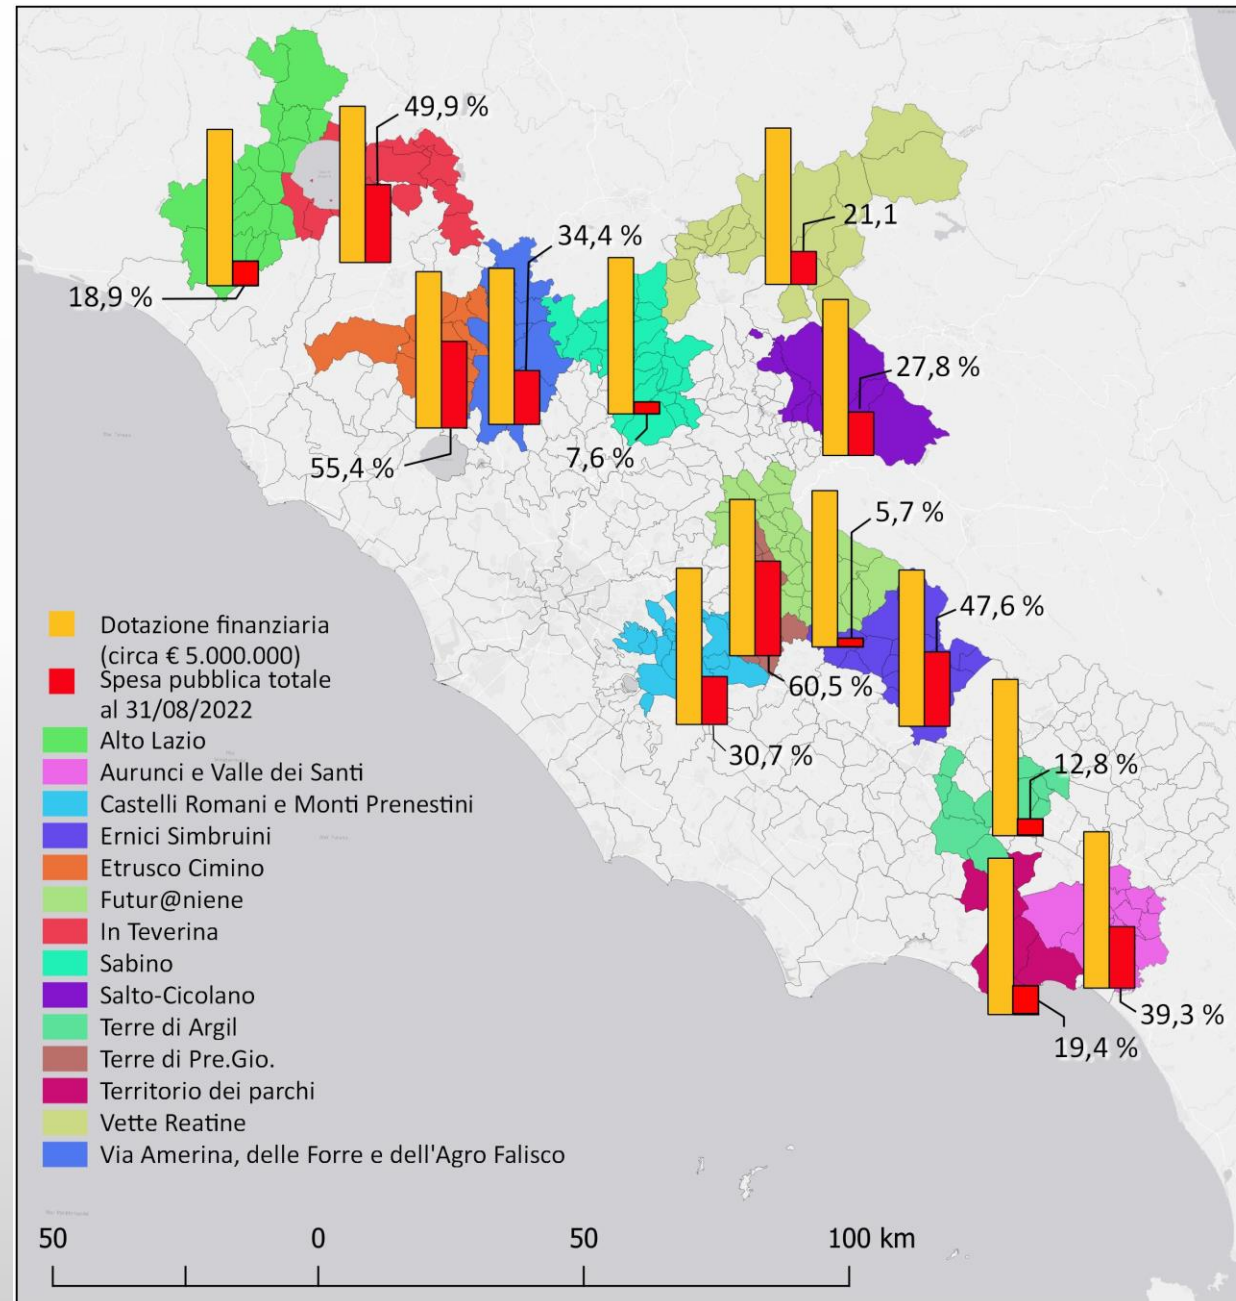 49,9 %
34,4 %
21,1
18,9 %
27,8 %
7,6 %
55,4 %
5,7 %
47,6 %
60,5 %
30,7 %
12,8 %
39,3 %
19,4 %
Dotazione finanziaria
(circa € 5.000.000)
Spesa pubblica totale
al 31/08/2022
Alto Lazio
Aurunci e Valle dei Santi
Castelli Romani e Monti Prenestini
Ernici Simbruini
Etrusco Cimino
Futur@niene
In Teverina
Sabino
Salto-Cicolano
Terre di Argil
Terre di Pre.Gio.
Territorio dei parchi
Vette Reatine
Via Amerina, delle Forre e dell'Agro Falisco
50 0 50 100 km